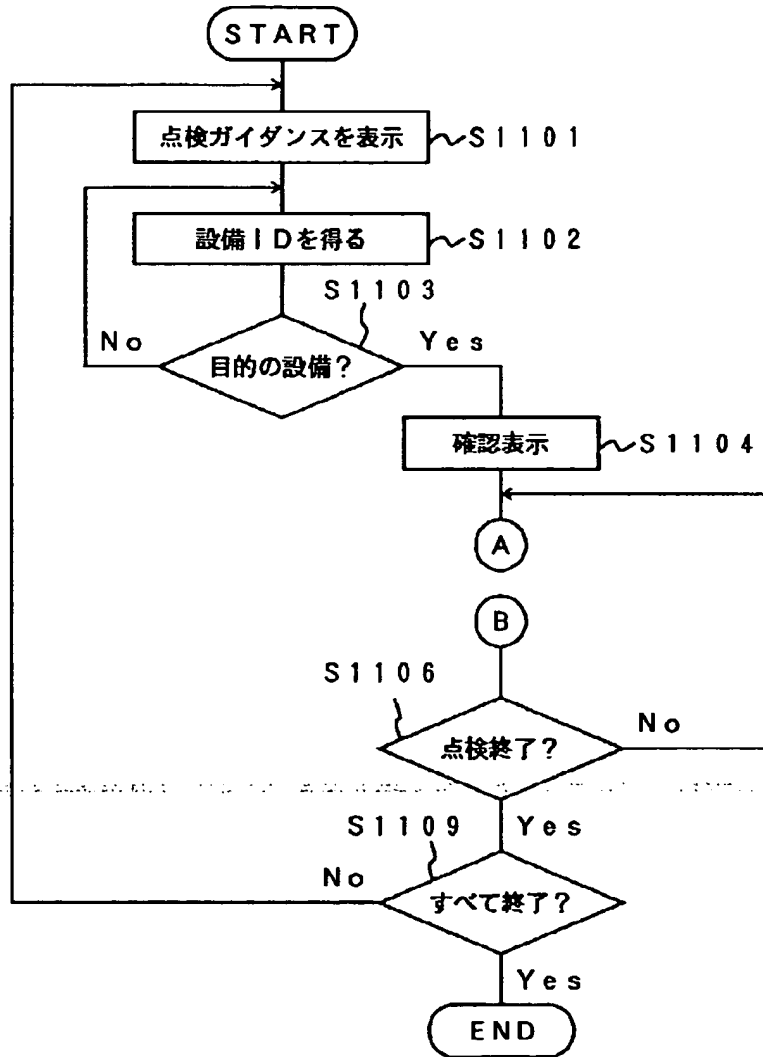 START
点検ガイダンスを表示
S1101
設備IDを得る
S1102
S1103
No
Yes
目的の設備?
確認表示
S1104
A
B
S1106
点検終了?
No
Yes
S1109
No
すべて終了?
Yes
END